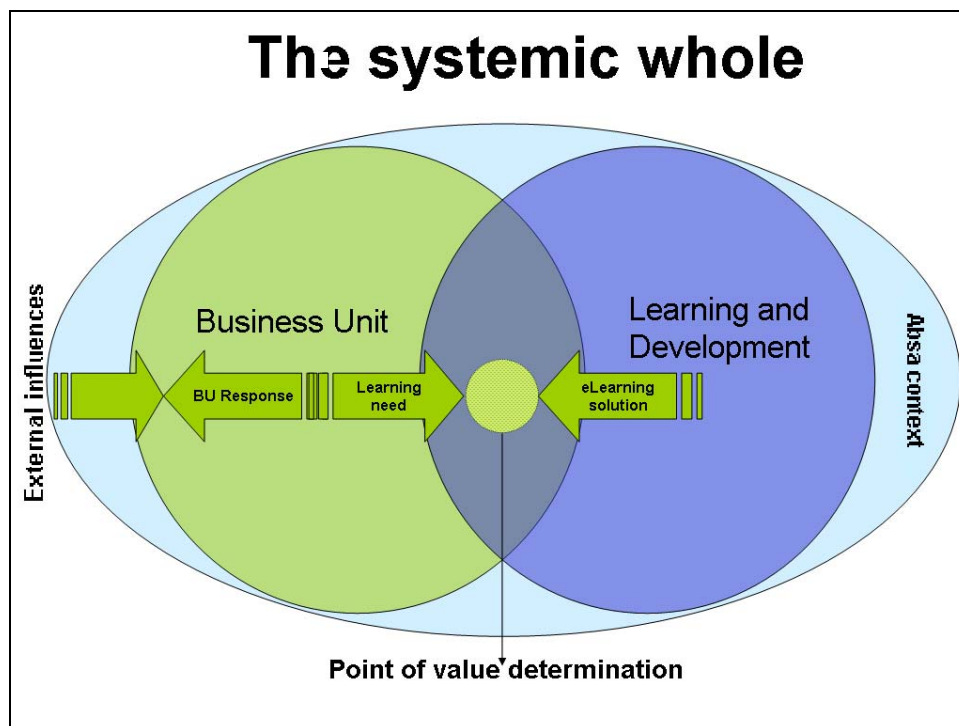 The systemic whole
External influences
Business Unit
BU Response
Learning
need
eLearning
solution
Learning and
Development
Absa context
Point of value determination